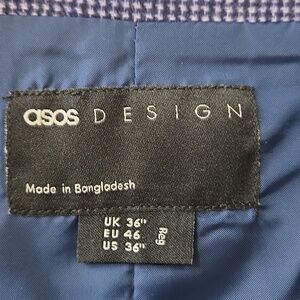 asos DESIGN
Made in Bangladesh
UK 36"
EU 46
US 36"
Reg